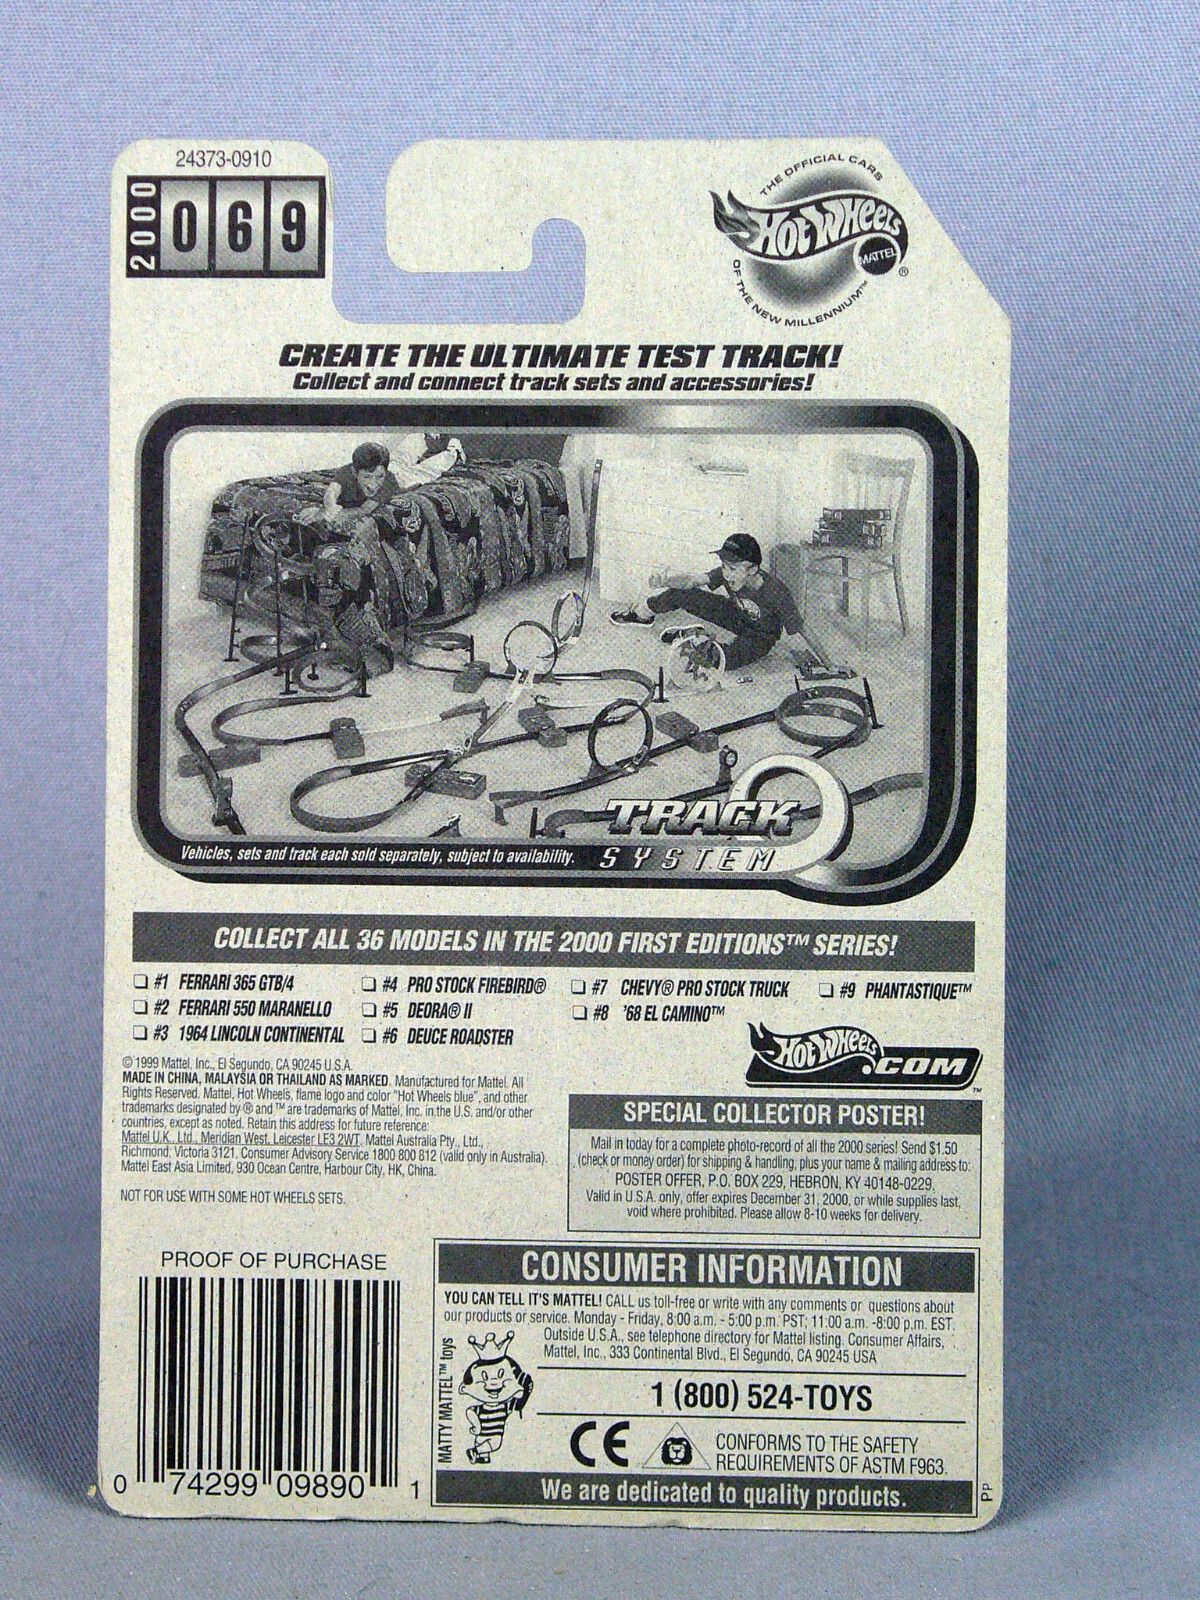 24373-0910
2000
069
THE OFFICIAL CARS
HOT WHEELS
MATTEL
®
OF THE NEW MILLENNIUM™
CREATE THE ULTIMATE TEST TRACK!
Collect and connect track sets and accessories!
TRACK
SYSTEM
Vehicles, sets and track each sold separately, subject to availability.
COLLECT ALL 36 MODELS IN THE 2000 FIRST EDITIONS™ SERIES!
#1 FERRARI 365 GTB/4
#2 FERRARI 550 MARANELLO
#3 1964 LINCOLN CONTINENTAL
#4 PRO STOCK FIREBIRD®
#5 DEORA® II
#6 DEUCE ROADSTER
#7 CHEVY® PRO STOCK TRUCK
#8 '68 EL CAMINO™
#9 PHANTASTIQUE™
HOT WHEELS
.COM
™
© 1999 Mattel, Inc., El Segundo, CA 90245 U.S.A.
MADE IN CHINA, MALAYSIA OR THAILAND AS MARKED. Manufactured for Mattel. All
Rights Reserved. Mattel, Hot Wheels, flame logo and color "Hot Wheels blue", and other
trademarks designated by ® and ™ are trademarks of Mattel, Inc. in the U.S. and/or other
countries, except as noted. Retain this address for future reference:
Mattel U.K., Ltd., Meridian West, Leicester LE3 2WT. Mattel Australia Pty., Ltd.,
Richmond, Victoria 3121. Consumer Advisory Service 1800 800 812 (valid only in Australia).
Mattel East Asia Limited, 930 Ocean Centre, Harbour City, HK, China.
NOT FOR USE WITH SOME HOT WHEELS SETS.
SPECIAL COLLECTOR POSTER!
Mail in today for a complete photo-record of all the 2000 series! Send $1.50
(check or money order) for shipping & handling, plus your name & mailing address to:
POSTER OFFER, P.O. BOX 229, HEBRON, KY 40148-0229.
Valid in U.S.A. only, offer expires December 31, 2000, or while supplies last,
void where prohibited. Please allow 8-10 weeks for delivery.
PROOF OF PURCHASE
0 74299 09890 1
CONSUMER INFORMATION
YOU CAN TELL IT'S MATTEL! CALL us toll-free or write with any comments or questions about
our products or service. Monday - Friday, 8:00 a.m. - 5:00 p.m. PST; 11:00 a.m. -8:00 p.m. EST.
Outside U.S.A., see telephone directory for Mattel listing. Consumer Affairs,
Mattel, Inc., 333 Continental Blvd., El Segundo, CA 90245 USA
MATTY MATTEL™ toys
1 (800) 524-TOYS
CE
CONFORMS TO THE SAFETY
REQUIREMENTS OF ASTM F963.
We are dedicated to quality products.
PP